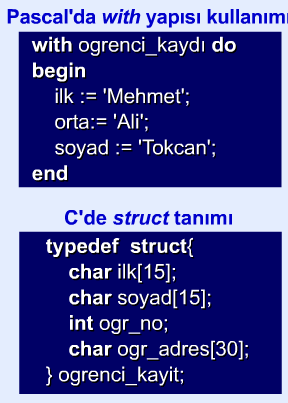 Pascal'da with yapısı kullanımı
with ogrenci_kaydı do
begin
ilk := 'Mehmet';
orta:= 'Ali';
soyad := 'Tokcan';
end
C'de struct tanımı
typedef struct{
char ilk[15];
char soyad[15];
int ogr_no;
char ogr_adres[30];
} ogrenci_kayit;